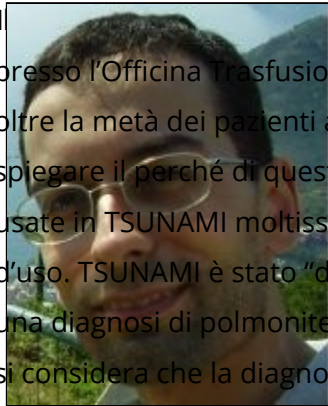 presso l'Officina Trasfusio
oltre la metà dei pazienti a
spiegare il perché di quest
usate in TSUNAMI moltiss
d'uso. TSUNAMI è stato "d
una diagnosi di polmonite
si considera che la diagno